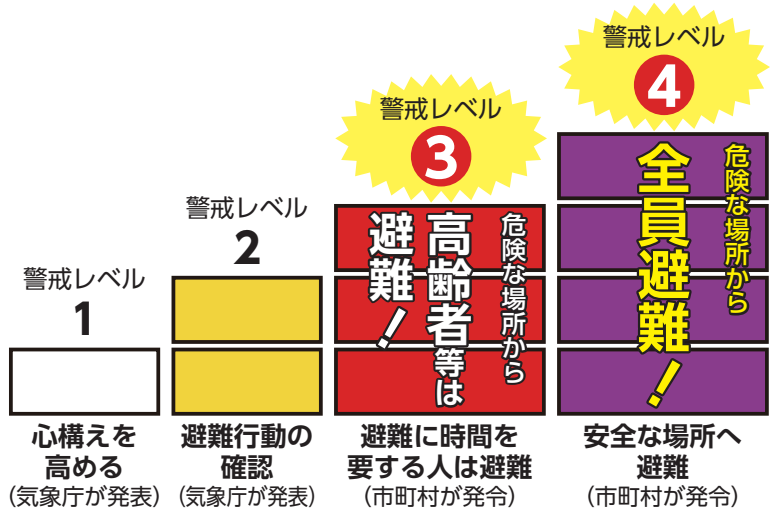 警戒レベル
1
心構えを
高める
(気象庁が発表)
警戒レベル
2
避難行動の
確認
(気象庁が発表)
警戒レベル
3
危険な場所から
高齢者等は
避難!
避難に時間を
要する人は避難
(市町村が発令)
警戒レベル
4
危険な場所から
全員避難!
安全な場所へ
避難
(市町村が発令)